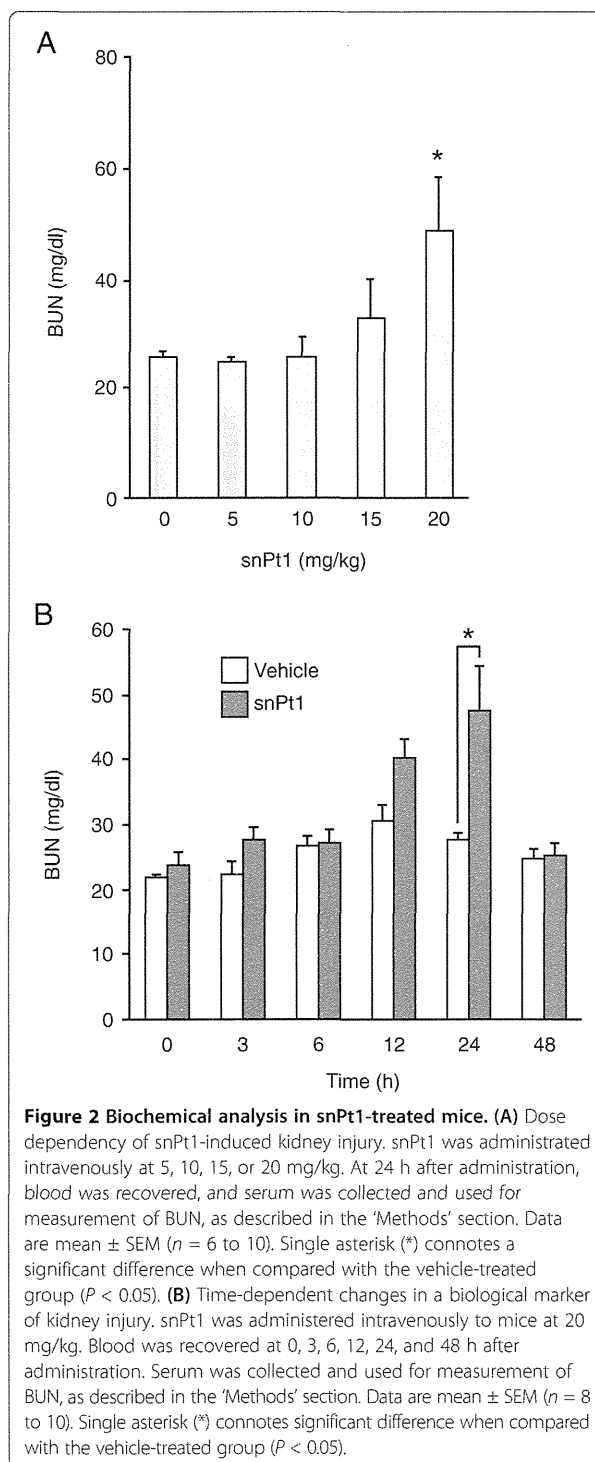 A
80
60
40
20
0
BUN (mg/dl)
*
0 5 10 15 20
snPt1 (mg/kg)
B
60
50
40
30
20
10
0
BUN (mg/dl)
Vehicle
snPt1
*
0 3 6 12 24 48
Time (h)
Figure 2 Biochemical analysis in snPt1-treated mice. (A) Dose
dependency of snPt1-induced kidney injury. snPt1 was administrated
intravenously at 5, 10, 15, or 20 mg/kg. At 24 h after administration,
blood was recovered, and serum was collected and used for
measurement of BUN, as described in the 'Methods' section. Data
are mean ± SEM (n = 6 to 10). Single asterisk (*) connotes a
significant difference when compared with the vehicle-treated
group (P < 0.05). (B) Time-dependent changes in a biological marker
of kidney injury. snPt1 was administered intravenously to mice at 20
mg/kg. Blood was recovered at 0, 3, 6, 12, 24, and 48 h after
administration. Serum was collected and used for measurement of
BUN, as described in the 'Methods' section. Data are mean ± SEM (n = 8
to 10). Single asterisk (*) connotes significant difference when compared
with the vehicle-treated group (P < 0.05).